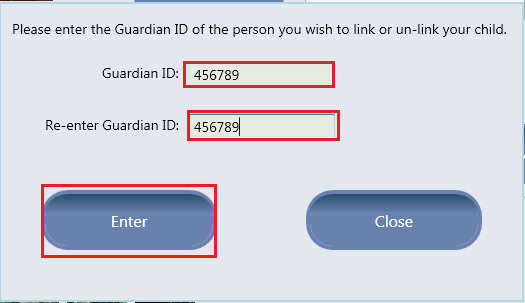 Please enter the Guardian ID of the person you wish to link or un-link your child.
Guardian ID: 456789
Re-enter Guardian ID: 456789
Enter Close